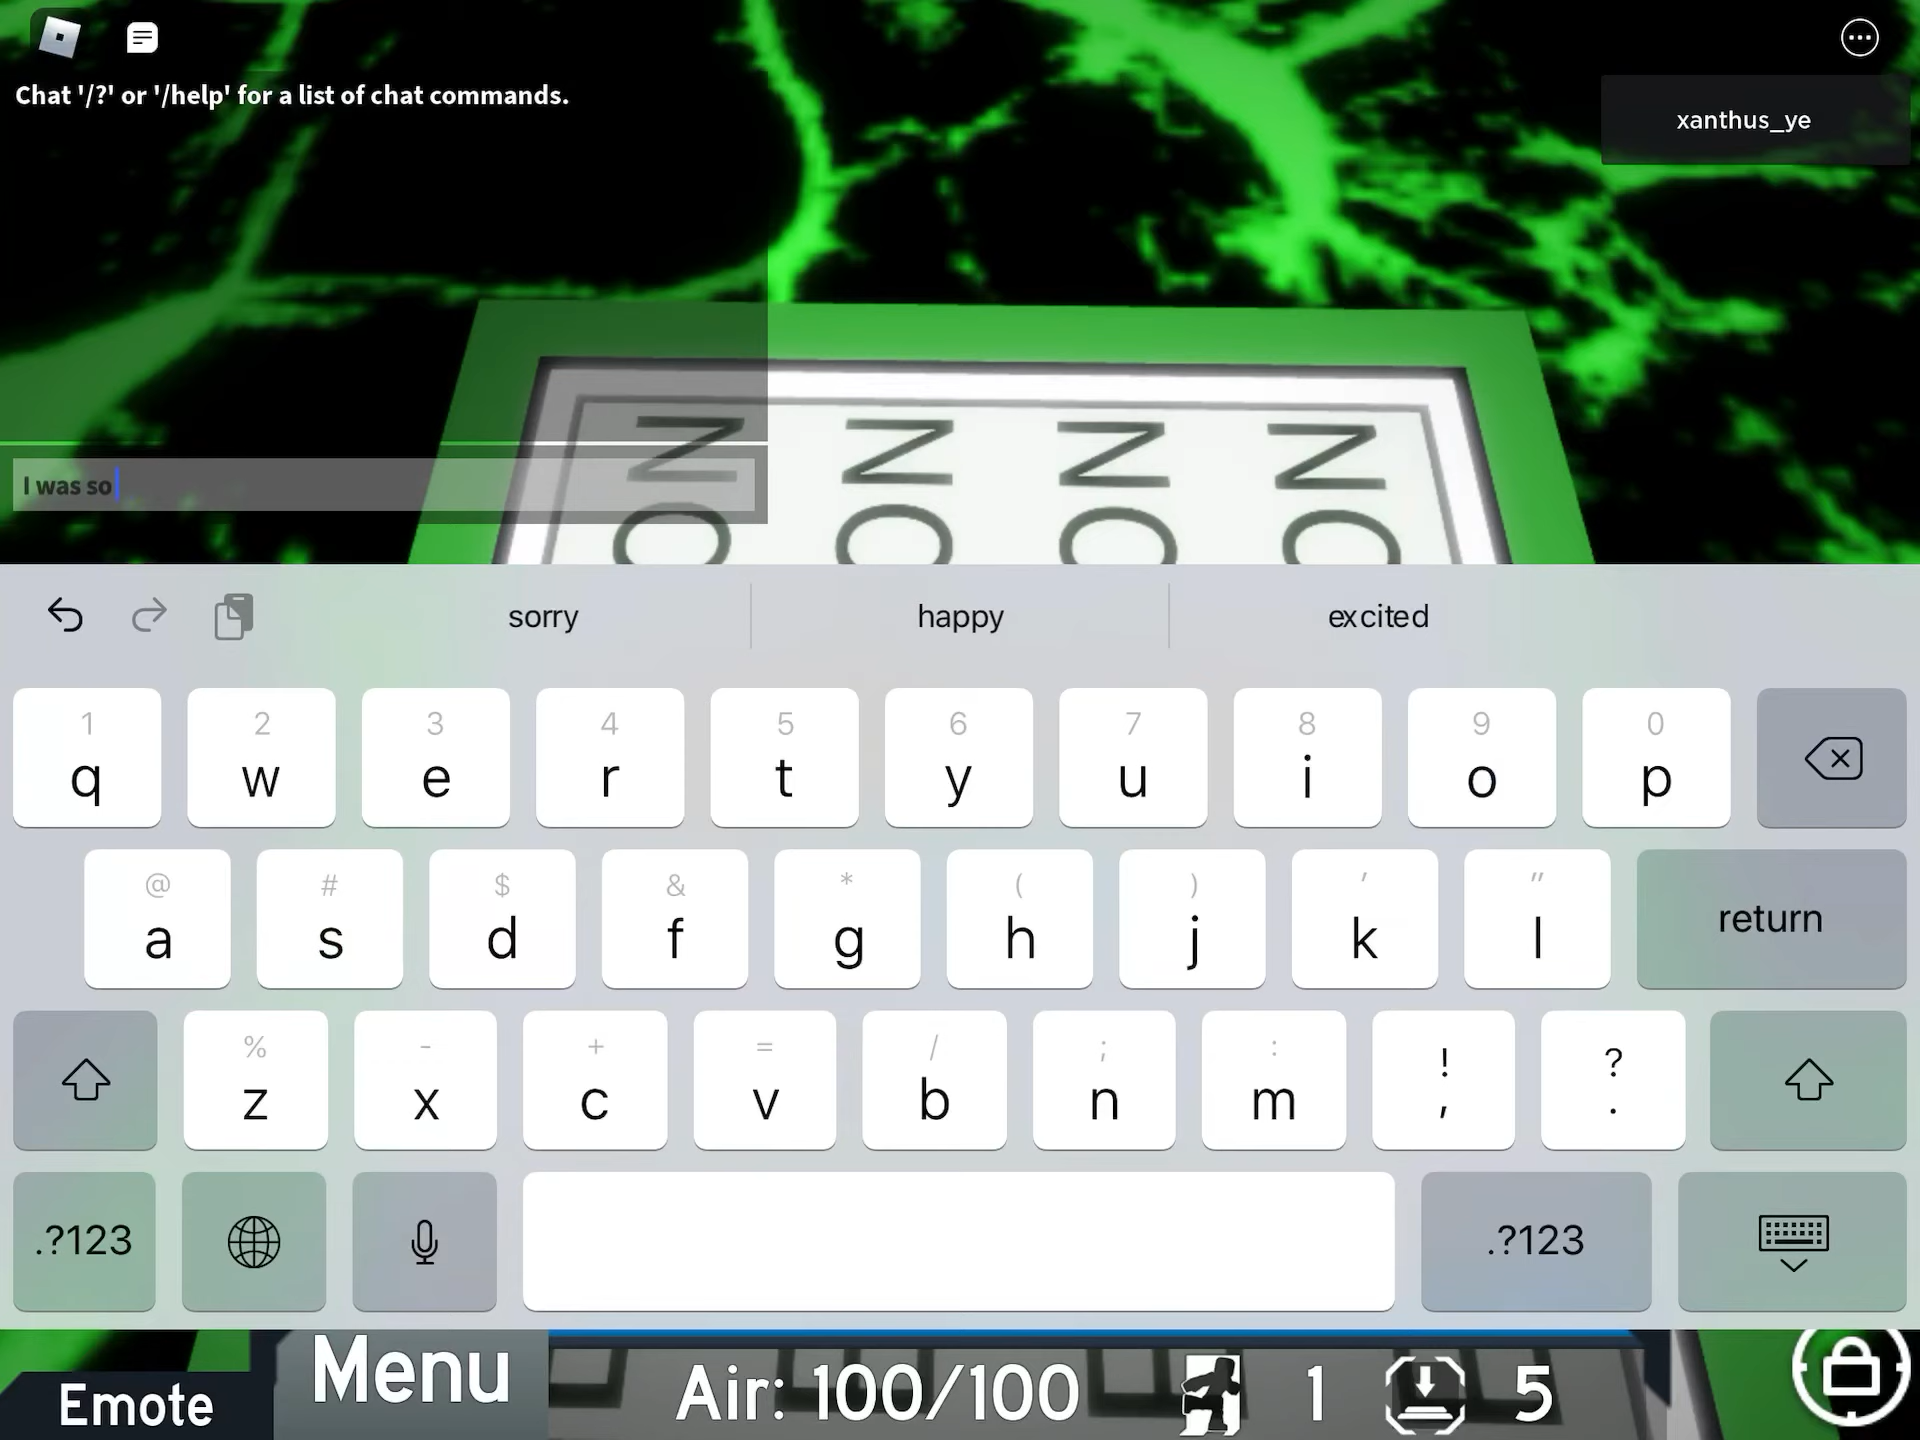 Chat '/?' or '/help' for a list of chat commands.
xanthus_ye
N N N N
O O O O
I was so
sorry happy excited
1 2 3 4 5 6 7 8 9 0
q w e r t y u i o p
@ # $ & * ( ) ' "
a s d f g h j k l return
% - + = / ; : ! ?
z x c v b n m , .
.?123 .?123
Emote Menu Air: 100/100 1 5